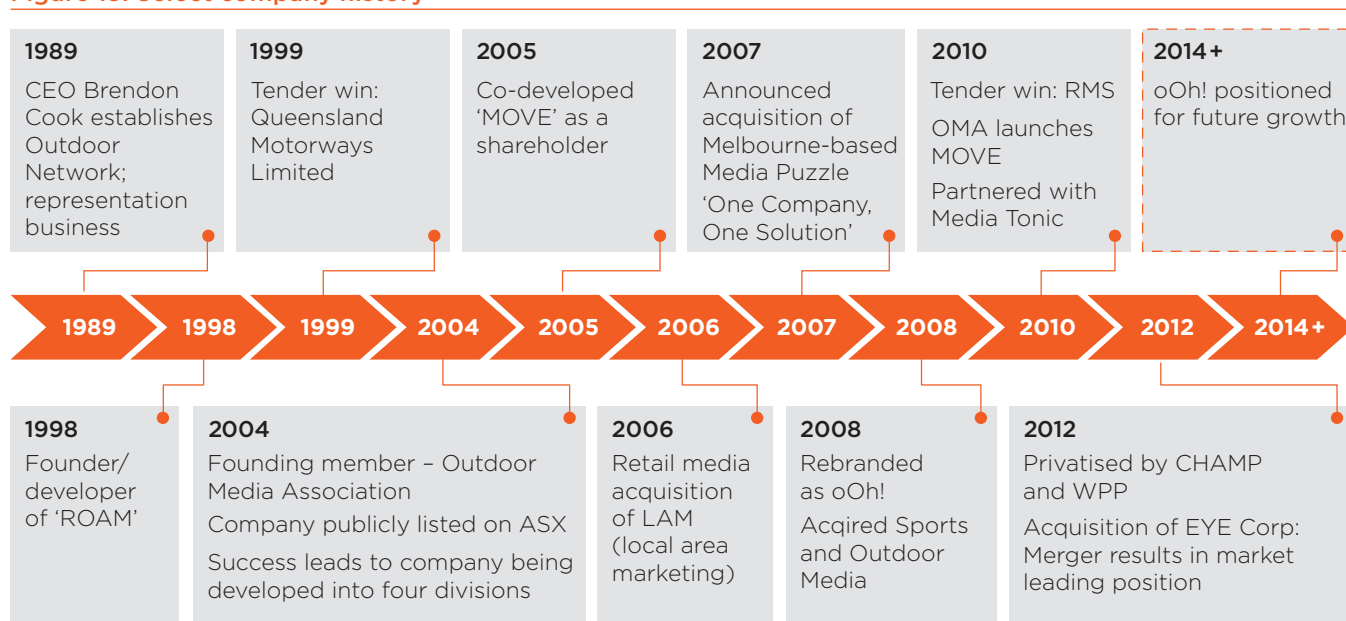 1989
CEO Brendon
Cook establishes
Outdoor
Network;
representation
business
1999
Tender win:
Queensland
Motorways
Limited
2005
Co-developed
‘MOVE’ as a
shareholder
2007
Announced
acquisition of
Melbourne-based
Media Puzzle
‘One Company,
One Solution’
2010
Tender win: RMS
OMA launches
MOVE
Partnered with
Media Tonic
2014+
oOh! positioned
for future growth
1989 1998 1999 2004 2005 2006 2007 2008 2010 2012 2014+
1998
Founder/
developer
of ‘ROAM’
2004
Founding member – Outdoor
Media Association
Company publicly listed on ASX
Success leads to company being
developed into four divisions
2006
Retail media
acquisition
of LAM
(local area
marketing)
2008
Rebranded
as oOh!
Acqired Sports
and Outdoor
Media
2012
Privatised by CHAMP
and WPP
Acquisition of EYE Corp:
Merger results in market
leading position